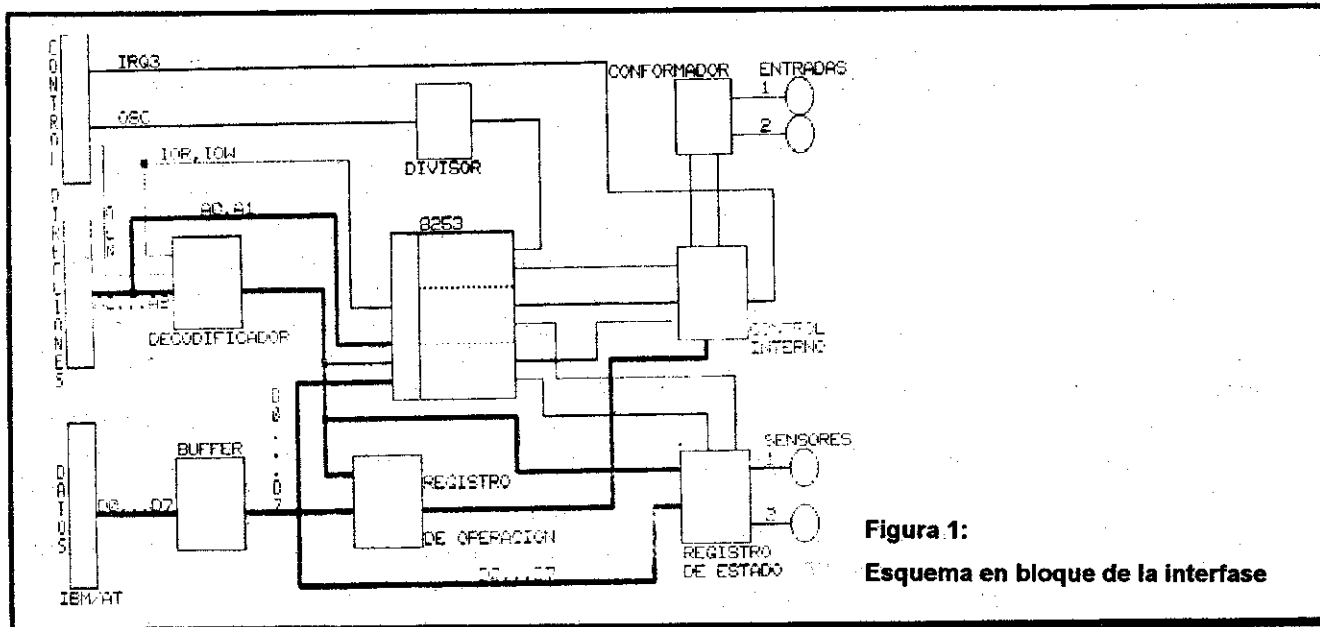 CONTROL
IRQ3
OSC
IOR,IOW
DIRECCIONES
A0,A1
DECODIFICADOR
DIVISOR
8253
CONFORMADOR
ENTRADAS
1
2
CONTROL
INTERNO
DATOS
D0...D7
IBM/AT
BUFFER
D0...D7
REGISTRO
DE OPERACION
SENSORES
REGISTRO
DE ESTADO
Figura 1:
Esquema en bloque de la interfase